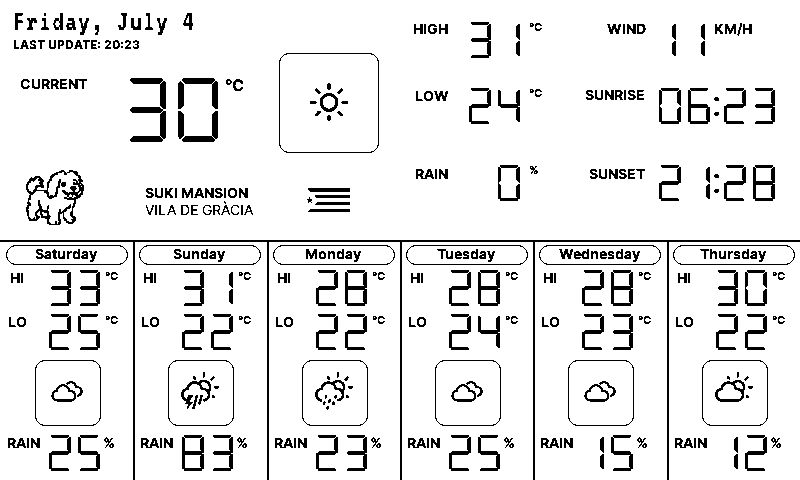 Friday, July 4
LAST UPDATE: 20:23
CURRENT 30 °C
SUKI MANSION
VILA DE GRÀCIA
HIGH 31 °C
LOW 24 °C
RAIN 0 %
WIND 11 KM/H
SUNRISE 06:23
SUNSET 21:28
Saturday
HI 33 °C
LO 25 °C
RAIN 25 %
Sunday
HI 31 °C
LO 22 °C
RAIN 83 %
Monday
HI 28 °C
LO 22 °C
RAIN 23 %
Tuesday
HI 28 °C
LO 24 °C
RAIN 25 %
Wednesday
HI 28 °C
LO 23 °C
RAIN 15 %
Thursday
HI 30 °C
LO 22 °C
RAIN 12 %